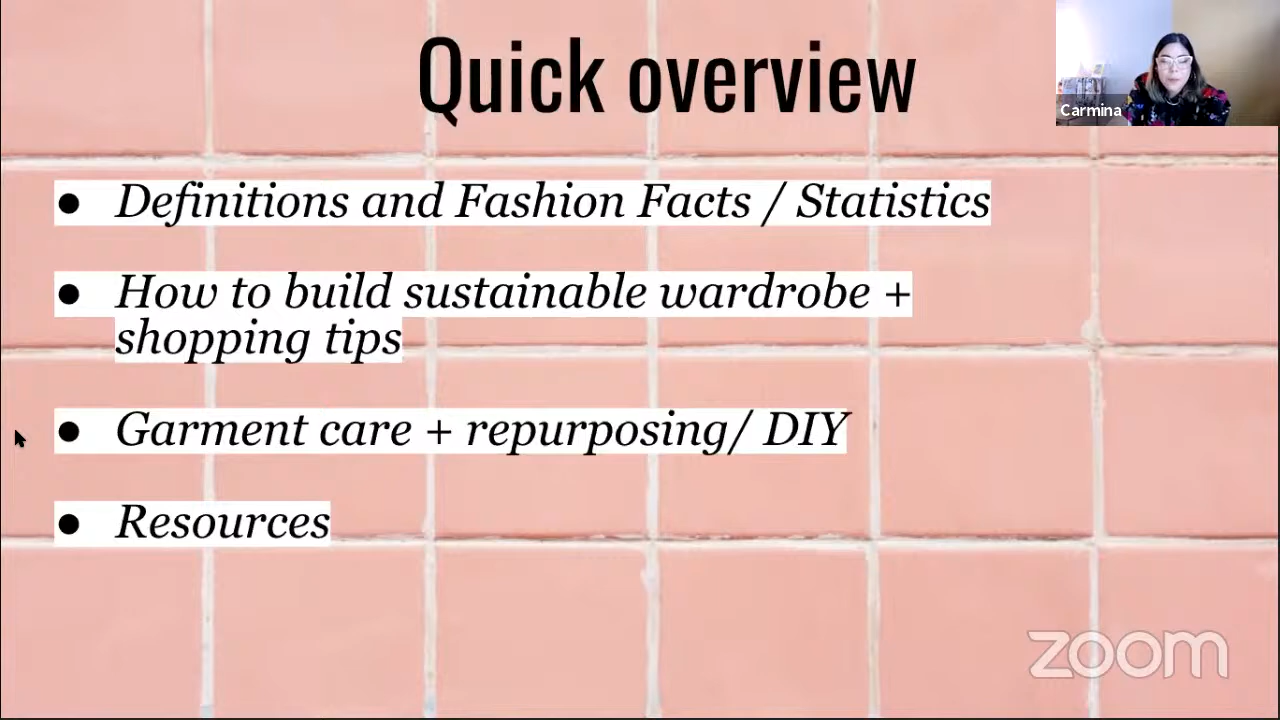 Quick overview
Carmina
● Definitions and Fashion Facts / Statistics
● How to build sustainable wardrobe +
shopping tips
● Garment care + repurposing/ DIY
● Resources
zoom